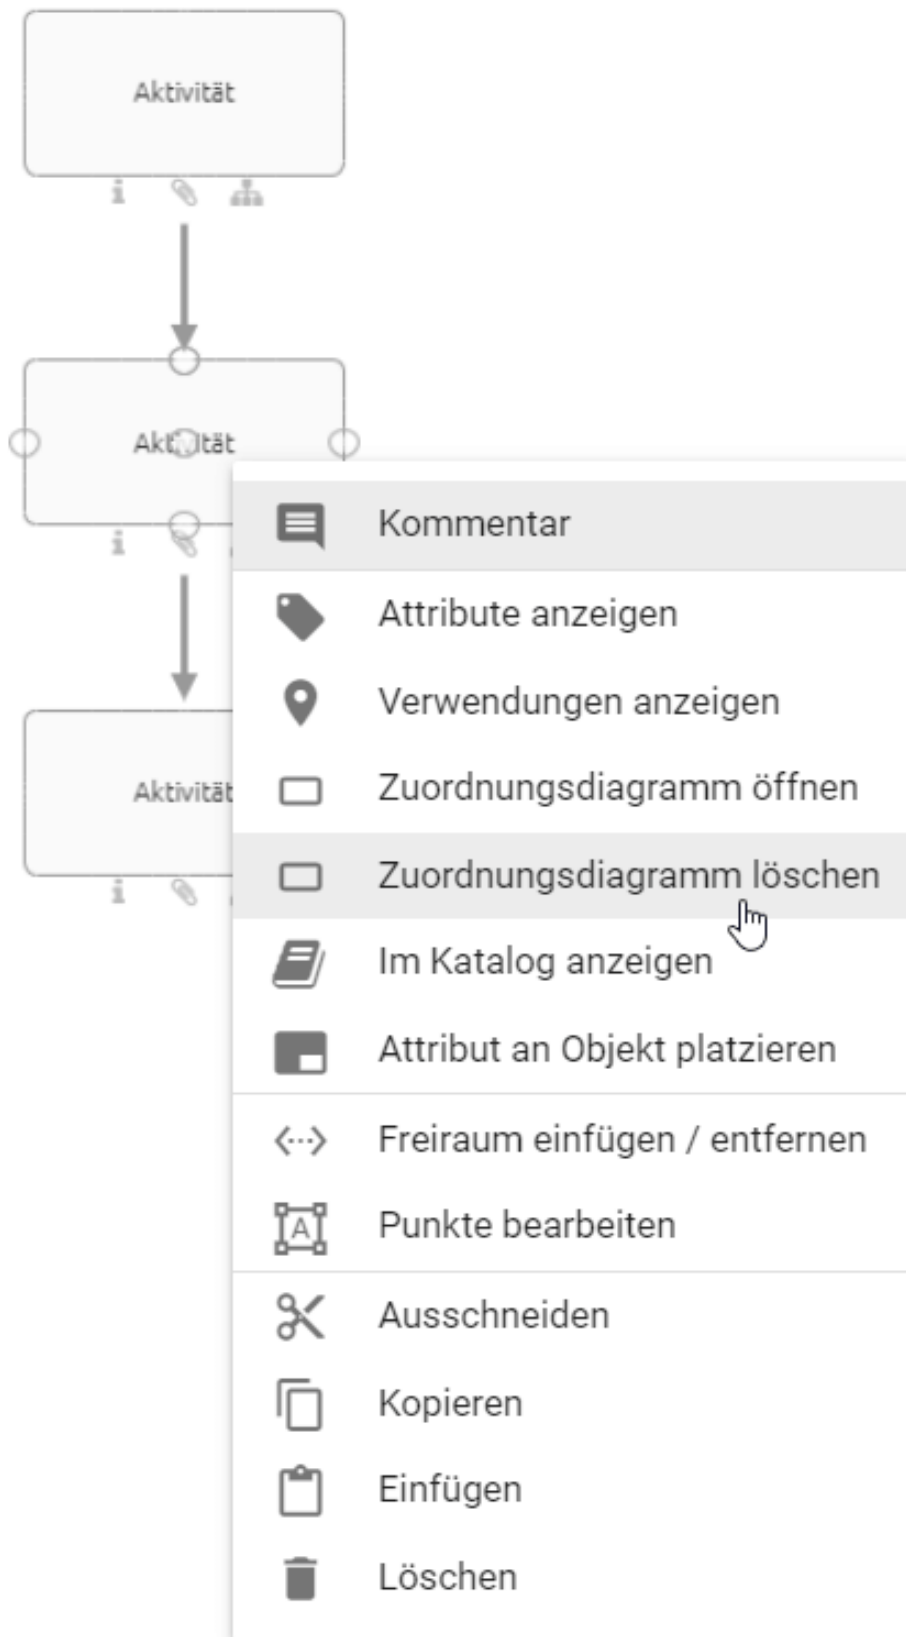 Aktivität
Aktivität
Kommentar
Attribute anzeigen
Verwendungen anzeigen
Aktivität
Zuordnungsdiagramm öffnen
Zuordnungsdiagramm löschen
Im Katalog anzeigen
Attribut an Objekt platzieren
Freiraum einfügen / entfernen
A
Punkte bearbeiten
Ausschneiden
Kopieren
Einfügen
Löschen